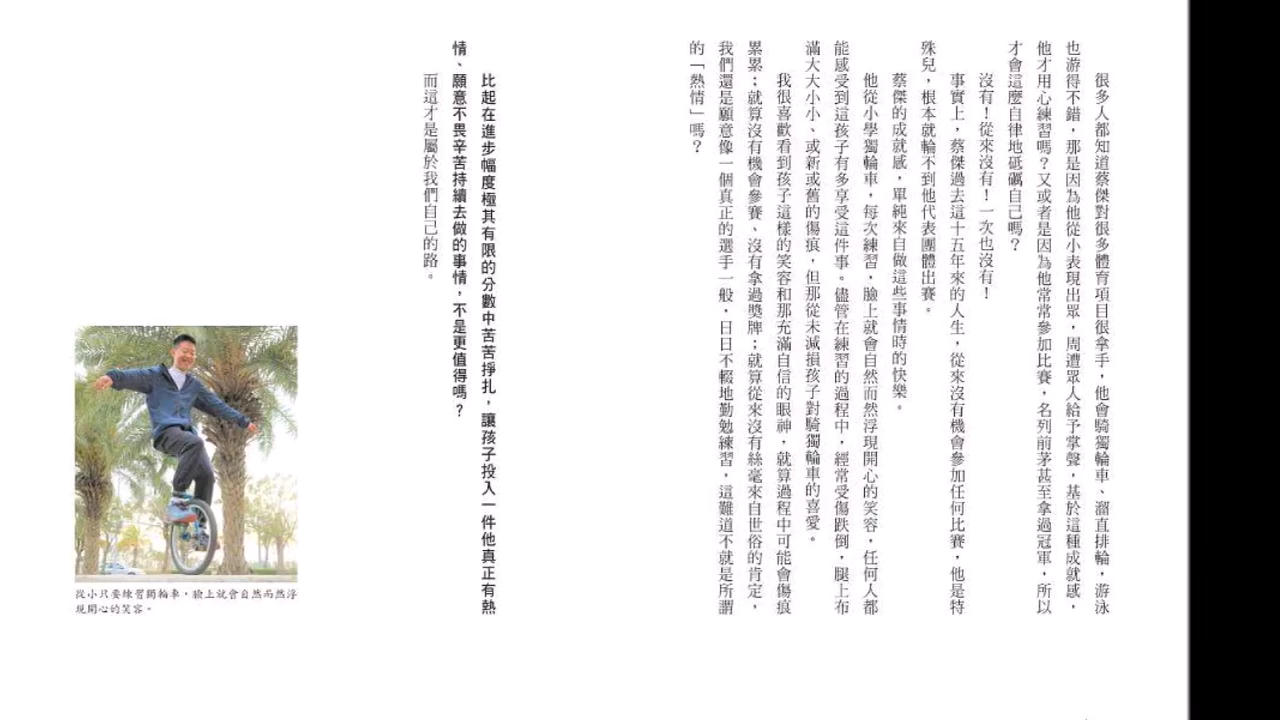 很多人都知道蔡傑對很多體育項目很拿手，他會騎獨輪車、溜直排輪，游泳
也游得不錯，那是因為他從小表現出眾，周遭眾人給予掌聲，基於這種成就感，
他才用心練習嗎？又或者是因為他常常參加比賽，名列前茅甚至拿過冠軍，所以
才會這麼自律地砥礪自己嗎？
沒有！從來沒有！一次也沒有！
事實上，蔡傑過去這十五年來的人生，從來沒有機會參加任何比賽，他是特
殊兒，根本就輪不到他代表團體出賽。
蔡傑的成就感，單純來自做這些事情時的快樂。
他從小學獨輪車，每次練習，臉上就會自然而然浮現開心的笑容，任何人都
能感受到這孩子有多享受這件事。儘管在練習的過程中，經常受傷跌倒，腿上布
滿大大小小、或新或舊的傷痕，但那從未減損孩子對騎獨輪車的喜愛。
我很喜歡看到孩子這樣的笑容和那充滿自信的眼神，就算過程中可能會傷痕
累累；就算沒有機會參賽、沒有拿過獎牌；就算從來沒有絲毫來自世俗的肯定，
我們還是願意像一個真正的選手一般，日日不輟地勤勉練習，這難道不就是所謂
的「熱情」嗎？
比起在進步幅度極其有限的分數中苦苦掙扎，讓孩子投入一件他真正有熱
情、願意不畏辛苦持續去做的事情，不是更值得嗎？
而這才是屬於我們自己的路。
從小只要練習獨輪車，臉上就會自然而然浮
現開心的笑容。